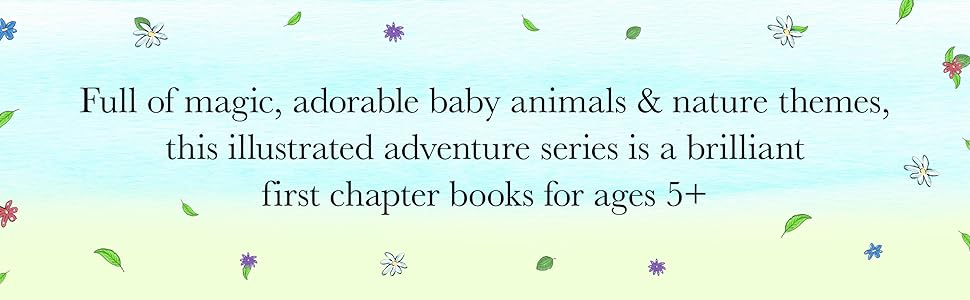 Full of magic, adorable baby animals & nature themes,
this illustrated adventure series is a brilliant
first chapter books for ages 5+